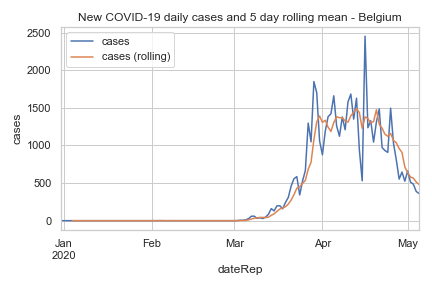 New COVID-19 daily cases and 5 day rolling mean - Belgium
cases
cases (rolling)
2500
2000
1500
1000
500
0
cases
Jan
2020
Feb
Mar
Apr
May
dateRep